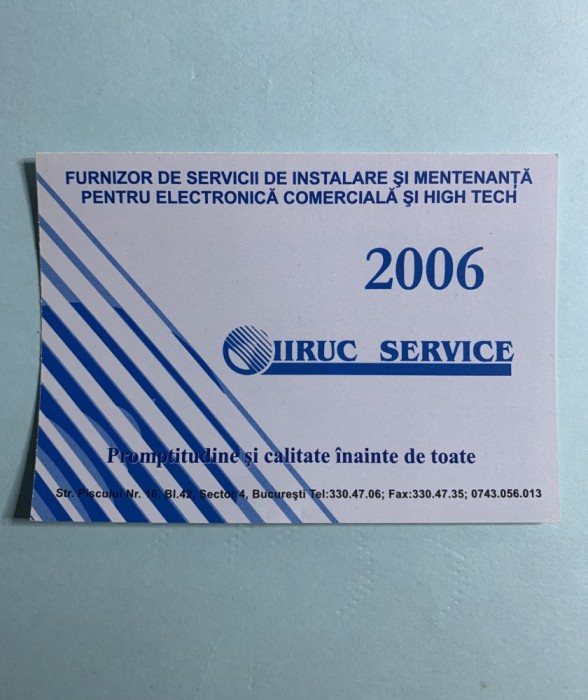 FURNIZOR DE SERVICII DE INSTALARE ŞI MENTENANŢĂ
PENTRU ELECTRONICĂ COMERCIALĂ ŞI HIGH TECH
2006
IIRUC SERVICE
Promptitudine şi calitate înainte de toate
Str. Piscului Nr. 16, Bl.42, Sector 4, Bucureşti Tel:330.47.06; Fax:330.47.35; 0743.056.013